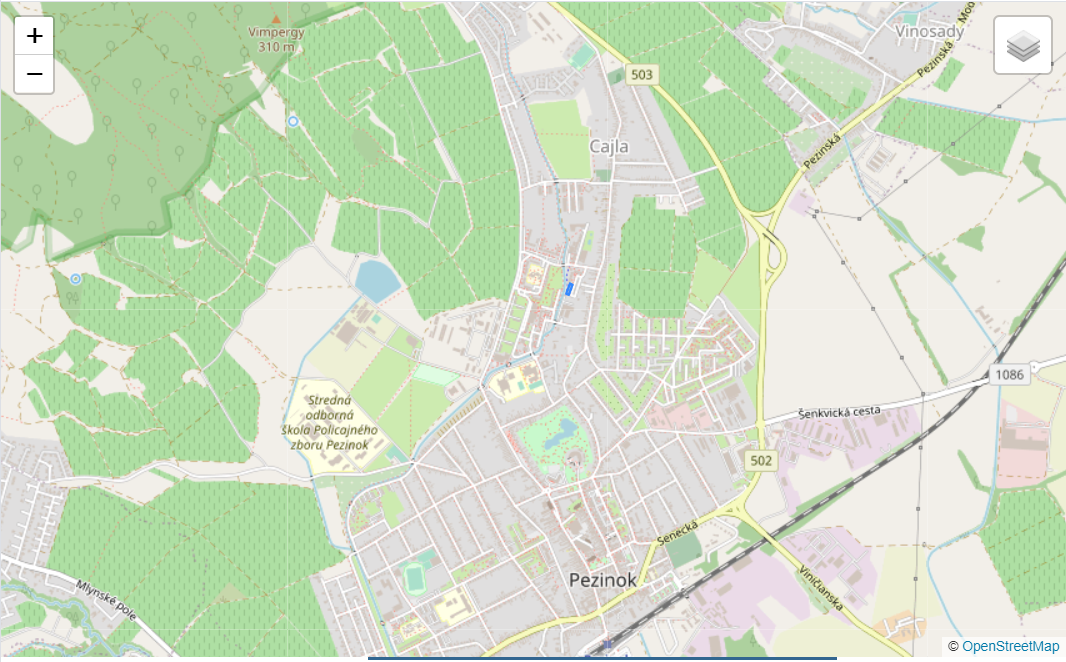 +
−
Vimpergy
310 m
Vinosady
Pezinská - Moo
503
Cajla
Pezinská
1086
Šenkvická cesta
Stredná
odborná
škola Policajného
zboru Pezinok
502
Senecká
Pezinok
Viničianska
Mlynské pole
© OpenStreetMap